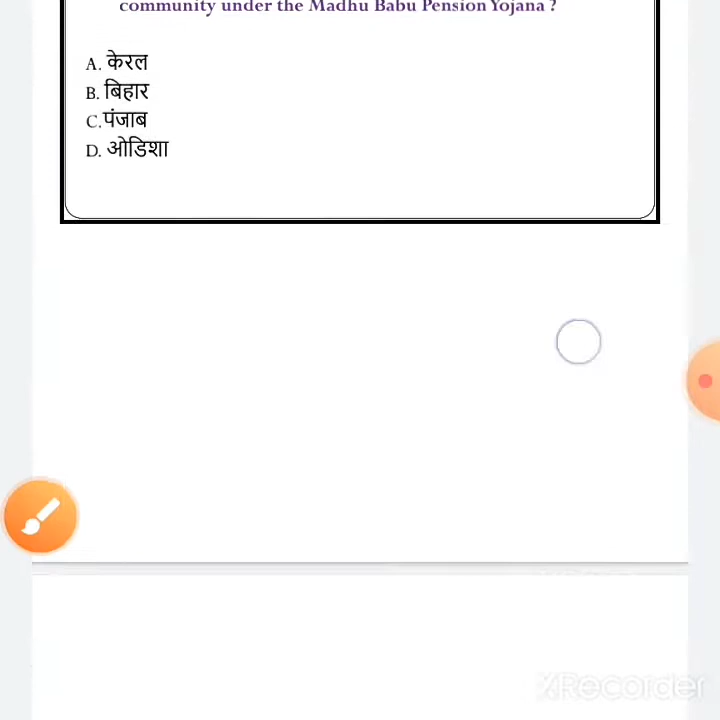 community under the Madhu Babu Pension Yojana ?
A. केरल
B. बिहार
C.पंजाब
D. ओडिशा
XRecorder